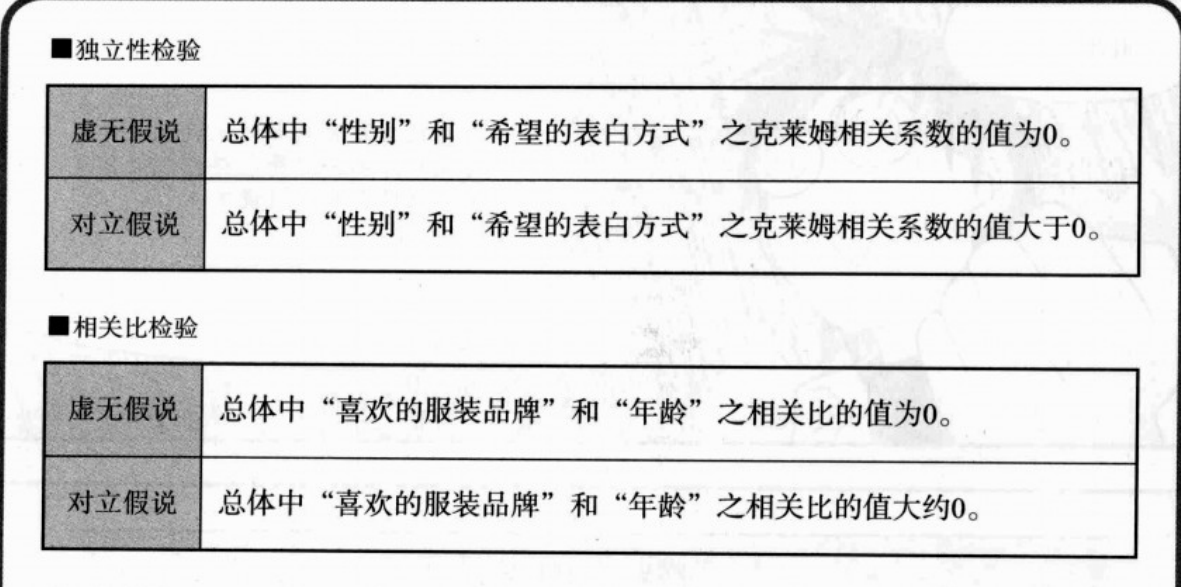 ■独立性检验
虚无假说 总体中“性别”和“希望的表白方式”之克莱姆相关系数的值为0。
对立假说 总体中“性别”和“希望的表白方式”之克莱姆相关系数的值大于0。
■相关比检验
虚无假说 总体中“喜欢的服装品牌”和“年龄”之相关比的值为0。
对立假说 总体中“喜欢的服装品牌”和“年龄”之相关比的值大约0。